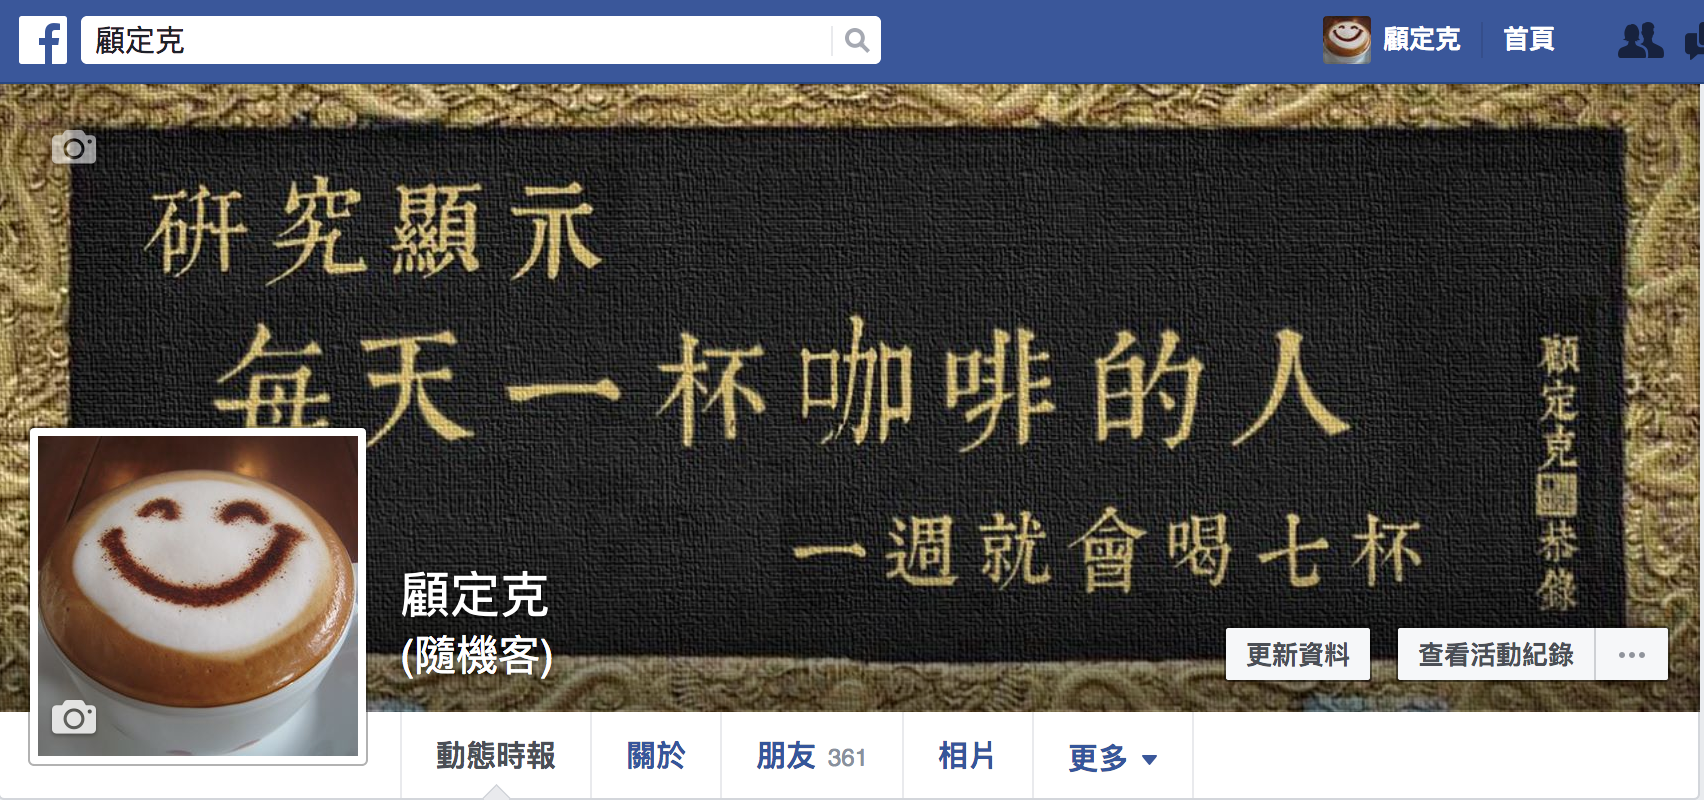 顧定克
顧定克 首頁
研究顯示
每天一杯咖啡的人
一週就會喝七杯
顧定克
恭錄
顧定克
(隨機客)
更新資料 查看活動紀錄
動態時報 關於 朋友 361 相片 更多